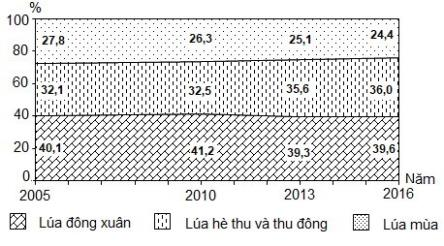 %
100
27,8 26,3 25,1 24,4
80
60
32,1 32,5 35,6 36,0
40
40,1 41,2 39,3 39,6
20
0
Năm
2005 2010 2013 2016
Lúa đông xuân Lúa hè thu và thu đông Lúa mùa